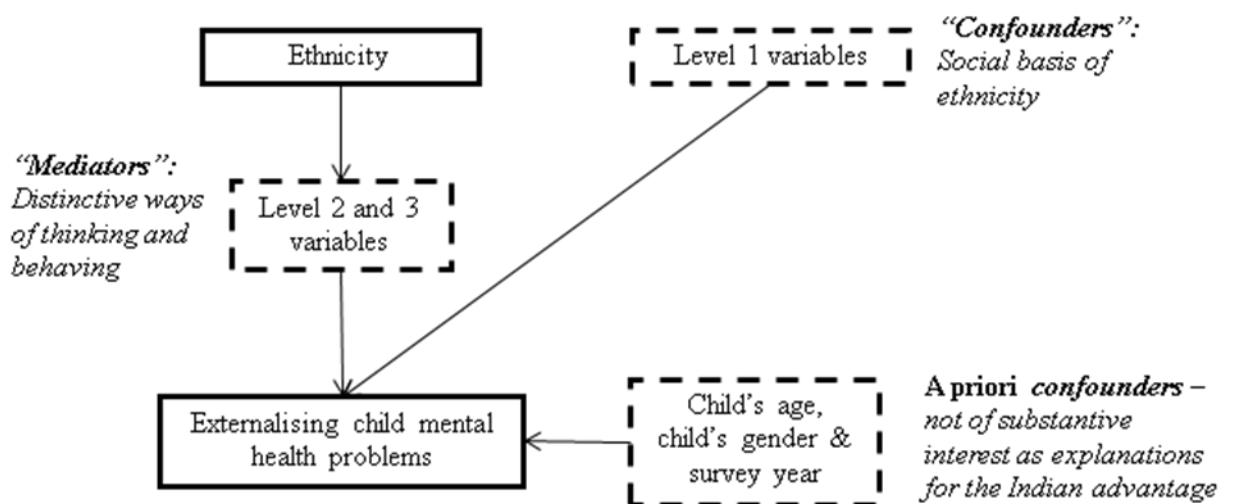 Ethnicity
Level 1 variables
“Confounders”:
Social basis of
ethnicity
“Mediators”:
Distinctive ways
of thinking and
behaving
Level 2 and 3
variables
Externalising child mental
health problems
Child’s age,
child’s gender &
survey year
A priori confounders –
not of substantive
interest as explanations
for the Indian advantage